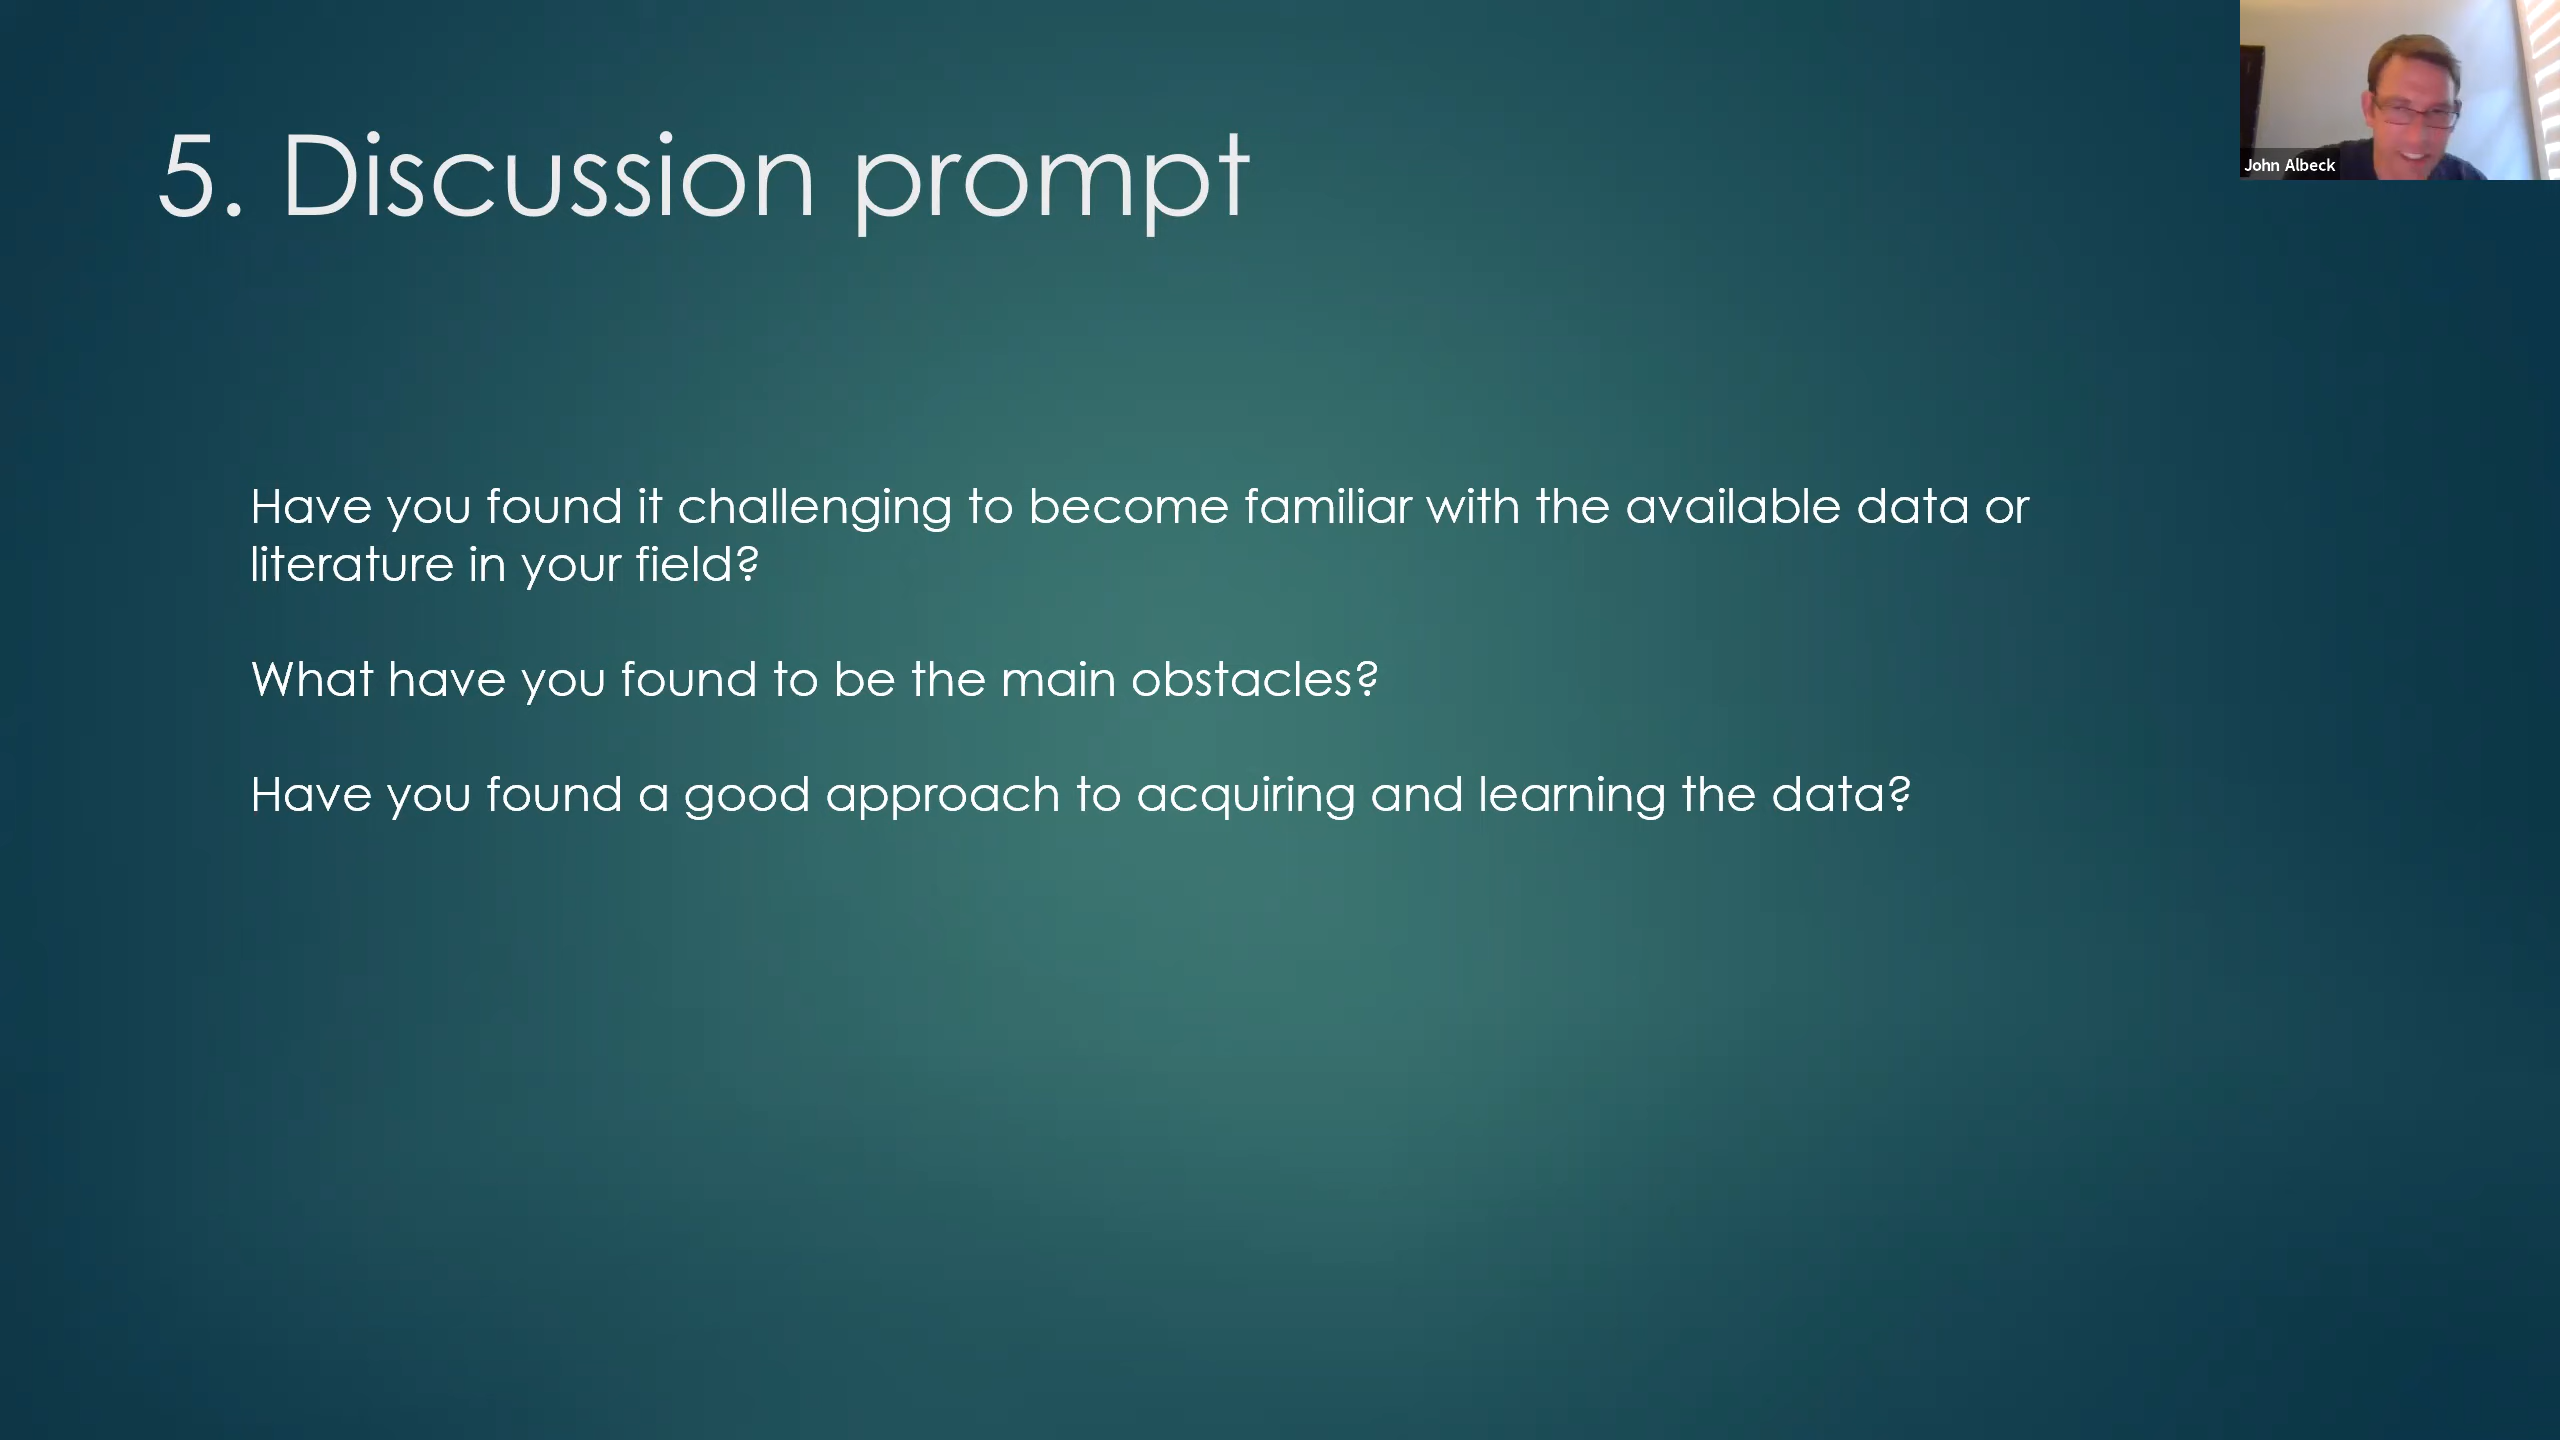 5. Discussion prompt
John Albeck
Have you found it challenging to become familiar with the available data or
literature in your field?
What have you found to be the main obstacles?
Have you found a good approach to acquiring and learning the data?